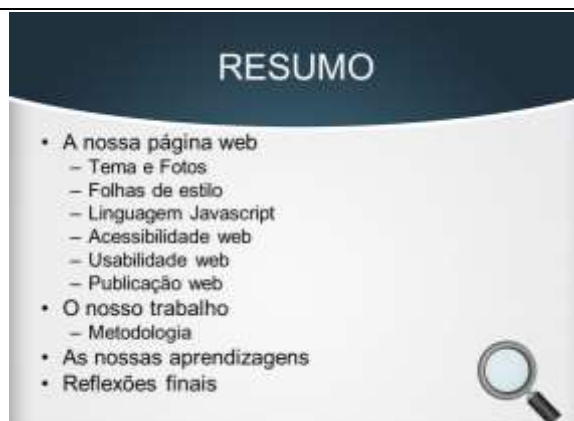 RESUMO
• A nossa página web
– Tema e Fotos
– Folhas de estilo
– Linguagem Javascript
– Acessibilidade web
– Usabilidade web
– Publicação web
• O nosso trabalho
– Metodologia
• As nossas aprendizagens
• Reflexões finais